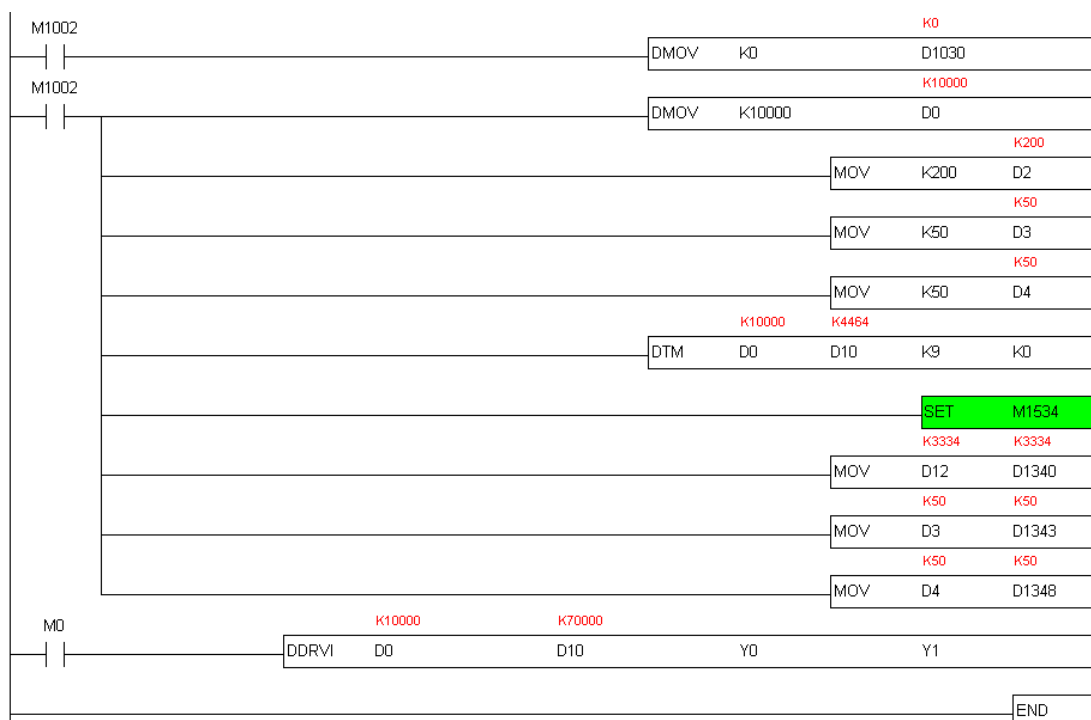 M1002
K0
DMOV K0 D1030
M1002
K10000
DMOV K10000 D0
K200
MOV K200 D2
K50
MOV K50 D3
K50
MOV K50 D4
K10000 K4464
DTM D0 D10 K9 K0
SET M1534
K3334 K3334
MOV D12 D1340
K50 K50
MOV D3 D1343
K50 K50
MOV D4 D1348
M0
K10000 K70000
DDRVI D0 D10 Y0 Y1
END